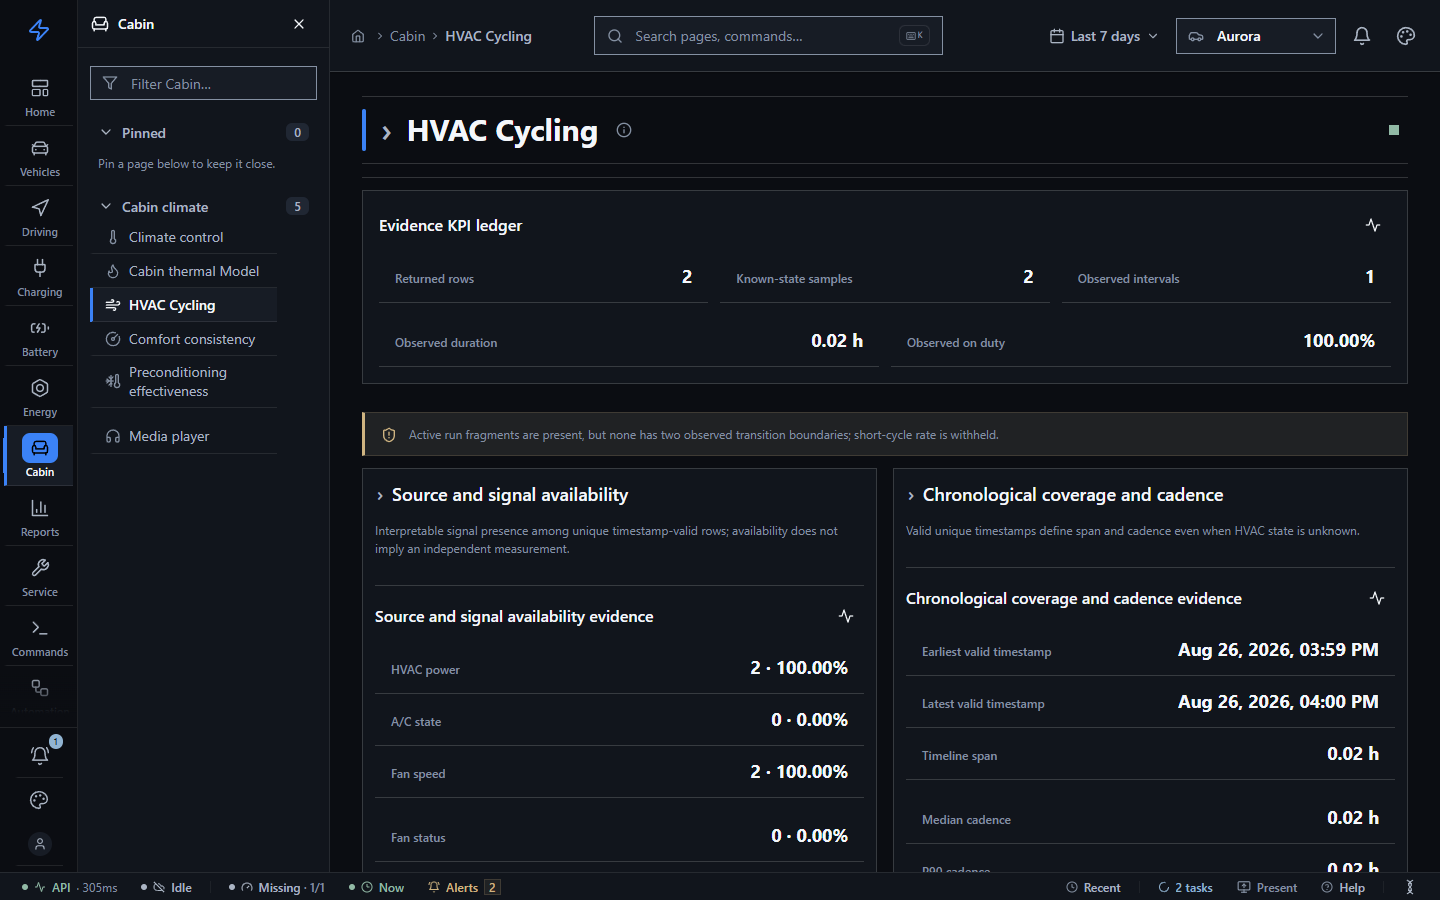 Cabin
Filter Cabin...
Pinned
0
Pin a page below to keep it close.
Cabin climate
5
Climate control
Cabin thermal Model
HVAC Cycling
Comfort consistency
Preconditioning
effectiveness
Media player
Home
Vehicles
Driving
Charging
Battery
Energy
Cabin
Reports
Service
Commands
1
Cabin
HVAC Cycling
Search pages, commands...
K
Last 7 days
Aurora
HVAC Cycling
Evidence KPI ledger
Returned rows
2
Known-state samples
2
Observed intervals
1
Observed duration
0.02 h
Observed on duty
100.00%
Active run fragments are present, but none has two observed transition boundaries; short-cycle rate is withheld.
Source and signal availability
Interpretable signal presence among unique timestamp-valid rows; availability does not
imply an independent measurement.
Source and signal availability evidence
HVAC power
2 · 100.00%
A/C state
0 · 0.00%
Fan speed
2 · 100.00%
Fan status
0 · 0.00%
Chronological coverage and cadence
Valid unique timestamps define span and cadence even when HVAC state is unknown.
Chronological coverage and cadence evidence
Earliest valid timestamp
Aug 26, 2026, 03:59 PM
Latest valid timestamp
Aug 26, 2026, 04:00 PM
Timeline span
0.02 h
Median cadence
0.02 h
P90 cadence
0.02 h
API · 305ms
Idle
Missing · 1/1
Now
Alerts 2
Recent
2 tasks
Present
Help